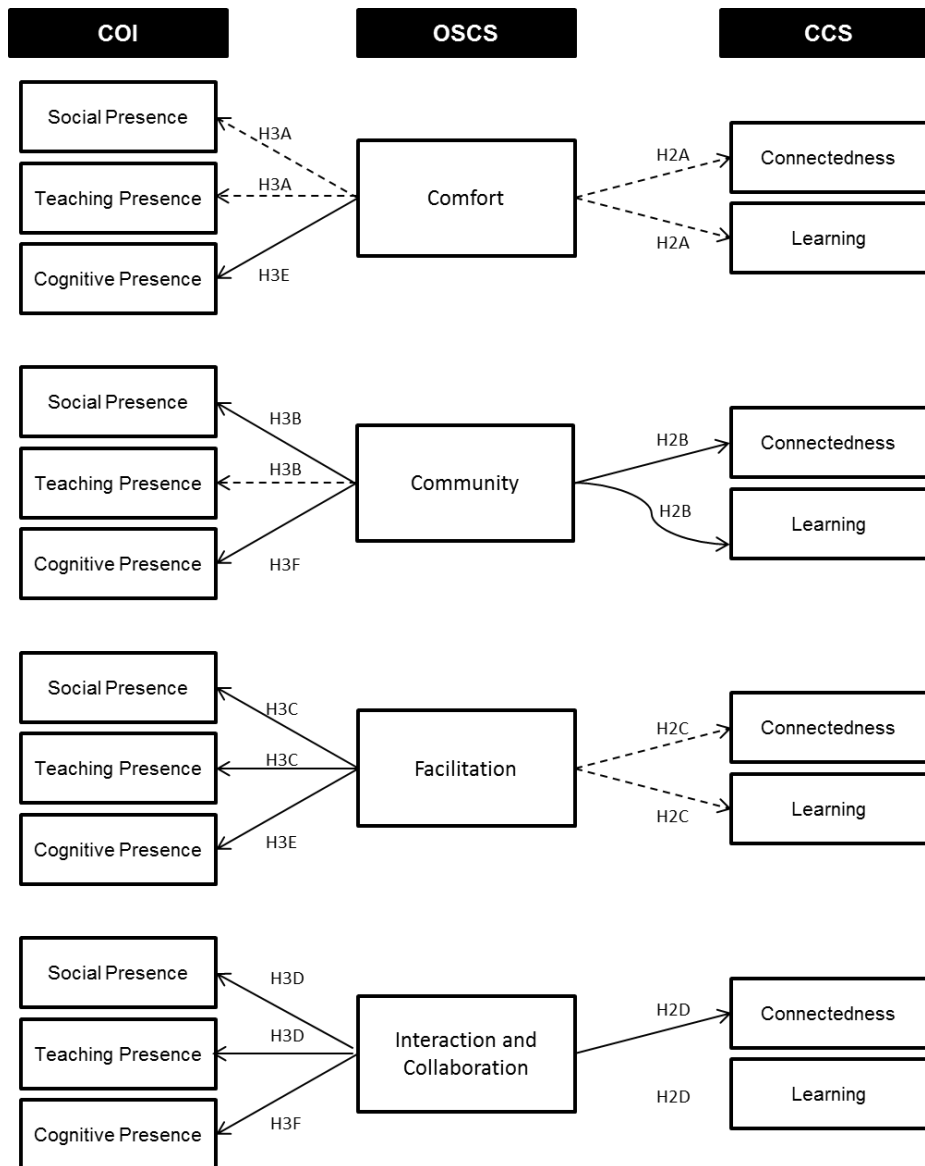 COI
OSCS
CCS
Social Presence
H3A
Teaching Presence
H3A
Cognitive Presence
H3E
Comfort
H2A
Connectedness
H2A
Learning
Social Presence
H3B
Teaching Presence
H3B
Cognitive Presence
H3F
Community
H2B
Connectedness
H2B
Learning
Social Presence
H3C
Teaching Presence
H3C
Cognitive Presence
H3E
Facilitation
H2C
Connectedness
H2C
Learning
Social Presence
H3D
Teaching Presence
H3D
Cognitive Presence
H3F
Interaction and
Collaboration
H2D
Connectedness
H2D
Learning